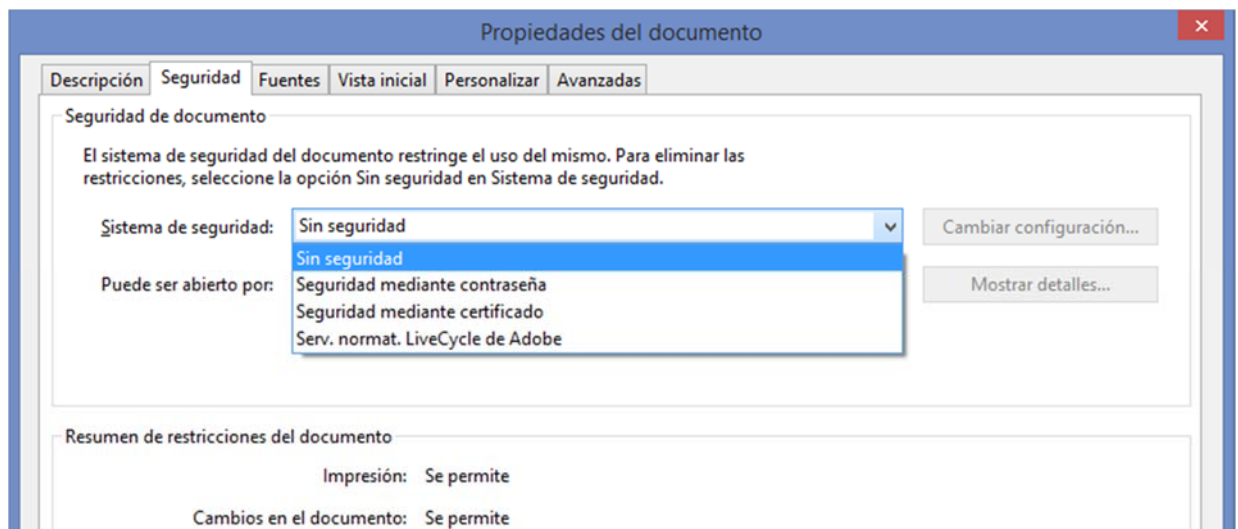 Propiedades del documento
Descripción Seguridad Fuentes Vista inicial Personalizar Avanzadas
Seguridad de documento
El sistema de seguridad del documento restringe el uso del mismo. Para eliminar las
restricciones, seleccione la opción Sin seguridad en Sistema de seguridad.
Sistema de seguridad: Sin seguridad Cambiar configuración...
Sin seguridad
Puede ser abierto por: Seguridad mediante contraseña Mostrar detalles...
Seguridad mediante certificado
Serv. normat. LiveCycle de Adobe
Resumen de restricciones del documento
Impresión: Se permite
Cambios en el documento: Se permite